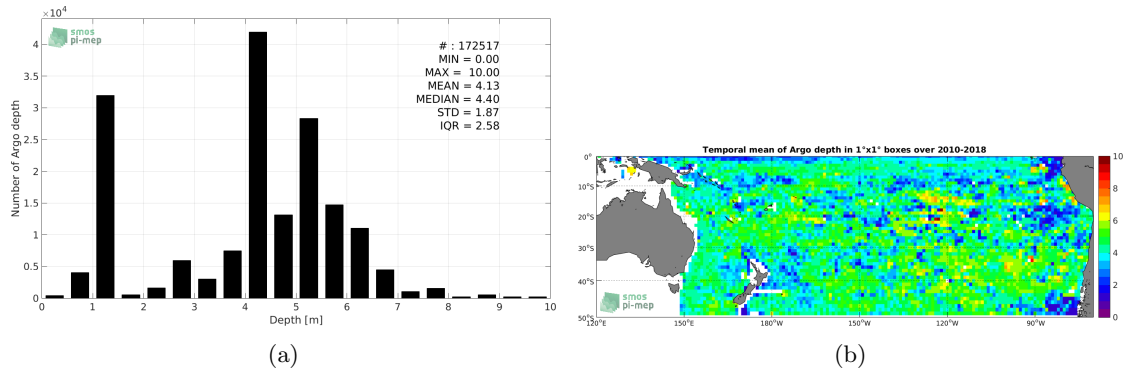 ×10⁴
smos
pi-mep
# : 172517
MIN = 0.00
MAX = 10.00
MEAN = 4.13
MEDIAN = 4.40
STD = 1.87
IQR = 2.58
4
3.5
3
2.5
2
1.5
1
0.5
0
Number of Argo depth
0 1 2 3 4 5 6 7 8 9 10
Depth [m]
(a)
Temporal mean of Argo depth in 1°x1° boxes over 2010-2018
0°
10°S
20°S
30°S
40°S
50°S
smos
pi-mep
120°E 150°E 180°W 150°W 120°W 90°W
10
8
6
4
2
0
(b)